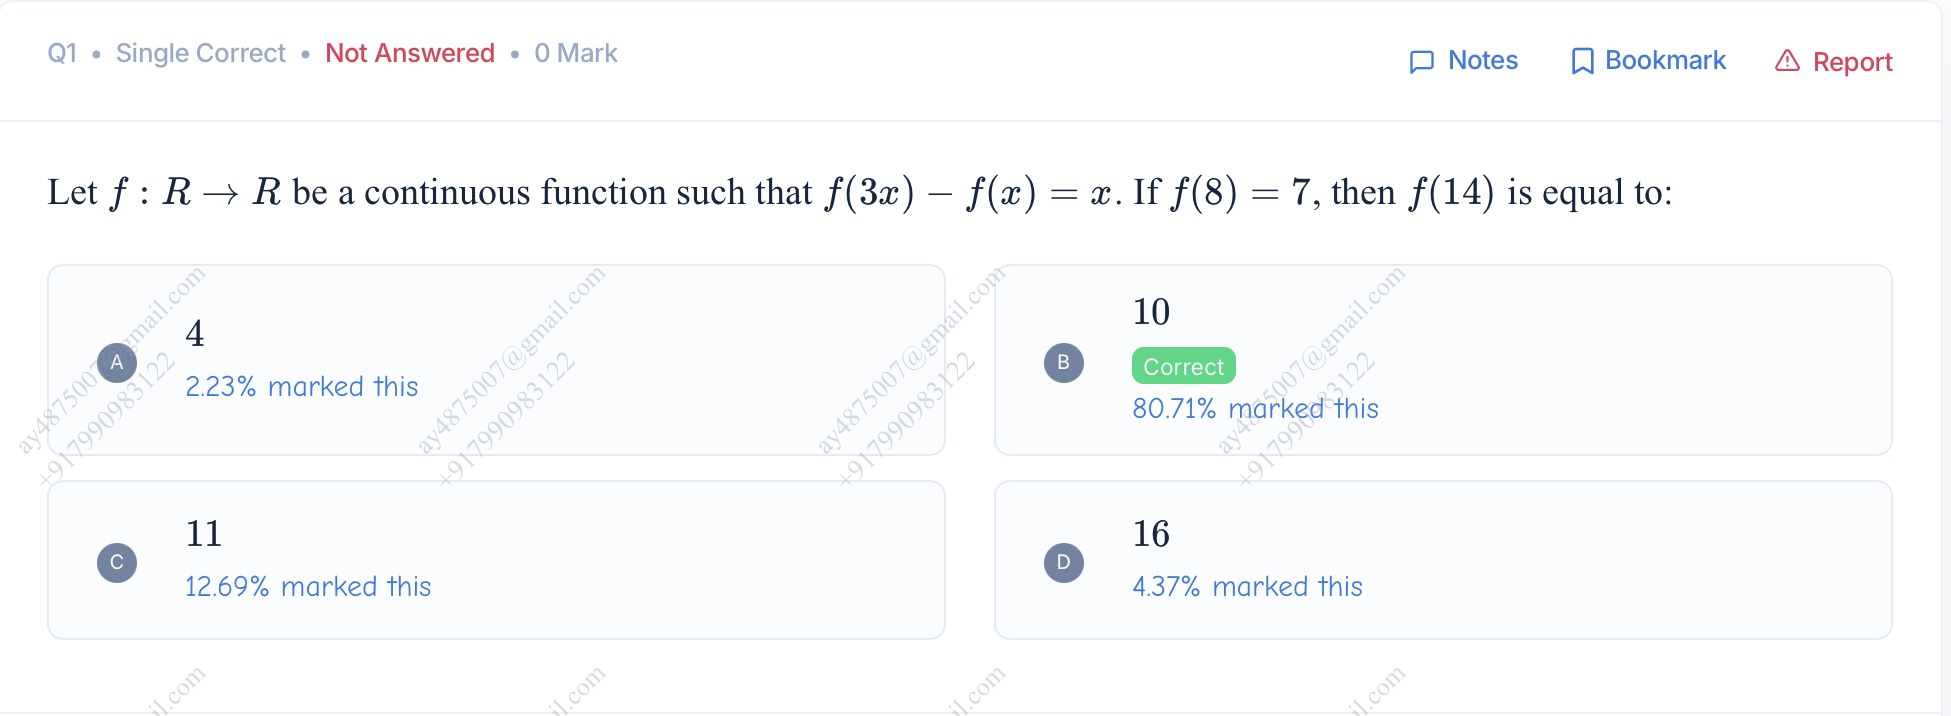 Q1 • Single Correct • Not Answered • 0 Mark
Notes Bookmark Report
Let f : R → R be a continuous function such that f(3x) − f(x) = x. If f(8) = 7, then f(14) is equal to:
A
4
2.23% marked this
B
10
Correct
80.71% marked this
C
11
12.69% marked this
D
16
4.37% marked this
ay4875007@gmail.com
+917990983122
ay4875007@gmail.com
+917990983122
ay4875007@gmail.com
+917990983122
ay4875007@gmail.com
+917990983122
il.com
il.com
il.com
il.com